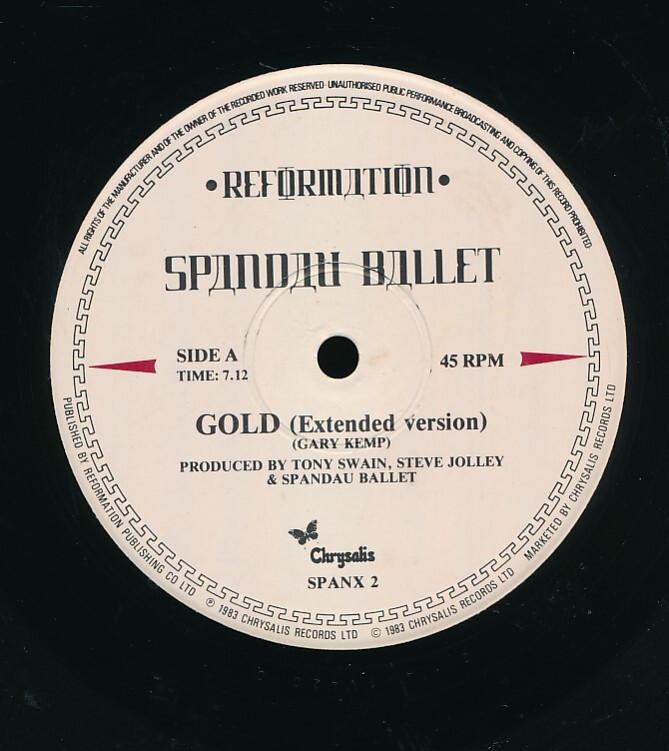 ALL RIGHTS OF THE MANUFACTURER AND OF THE OWNER OF THE RECORDED WORK RESERVED · UNAUTHORISED PUBLIC PERFORMANCE BROADCASTING AND COPYING OF THIS RECORD PROHIBITED
•REFORMATION•
SPANDAU BALLET
SIDE A
TIME: 7.12
45 RPM
GOLD (Extended version)
(GARY KEMP)
PRODUCED BY TONY SWAIN, STEVE JOLLEY
& SPANDAU BALLET
Chrysalis
SPANX 2
PUBLISHED BY REFORMATION PUBLISHING CO LTD ℗ 1983 CHRYSALIS RECORDS LTD © 1983 CHRYSALIS RECORDS LTD MARKETED BY CHRYSALIS RECORDS LTD